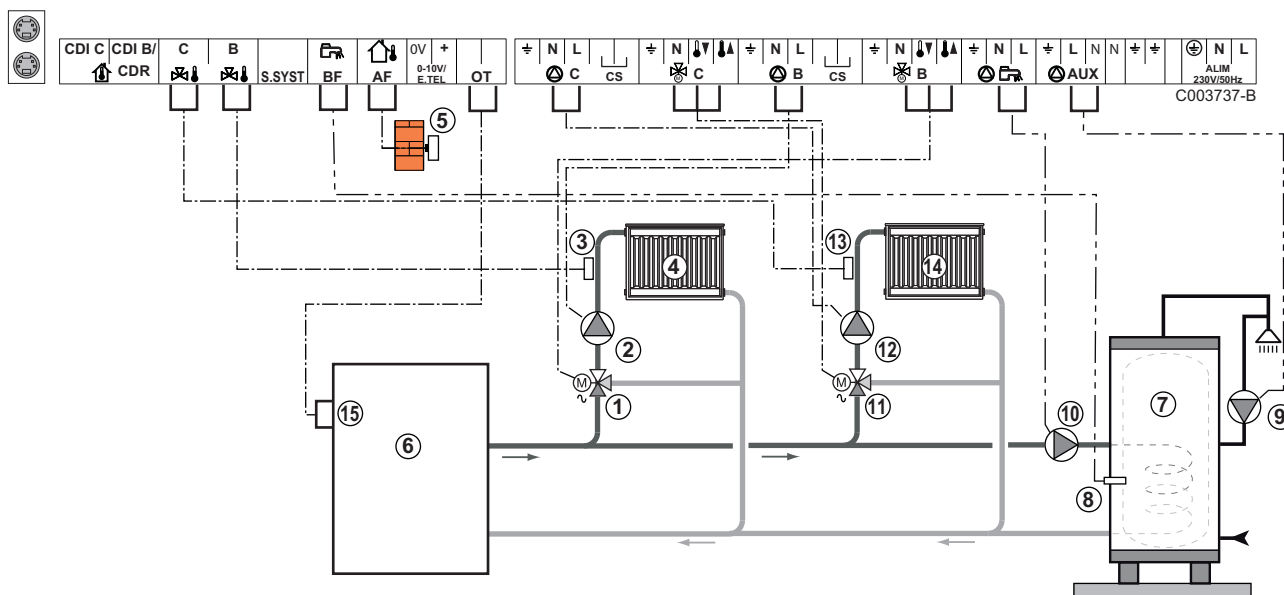 CDI C CDI B/ C B 0V + N L N N L N N L L N N N L
CDR S.SYST BF AF 0-10V/ E.TEL OT C CS C B CS B AUX ALIM 230V/50Hz
C003737-B
5
3 4 13 14
2 12
M 1 M 11
15 6 10 7 9
8